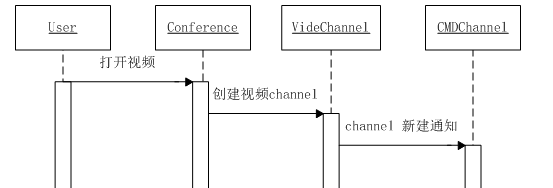 User
Conference
VideChannel
CMDChannel
打开视频
创建视频channel
channel 新建通知